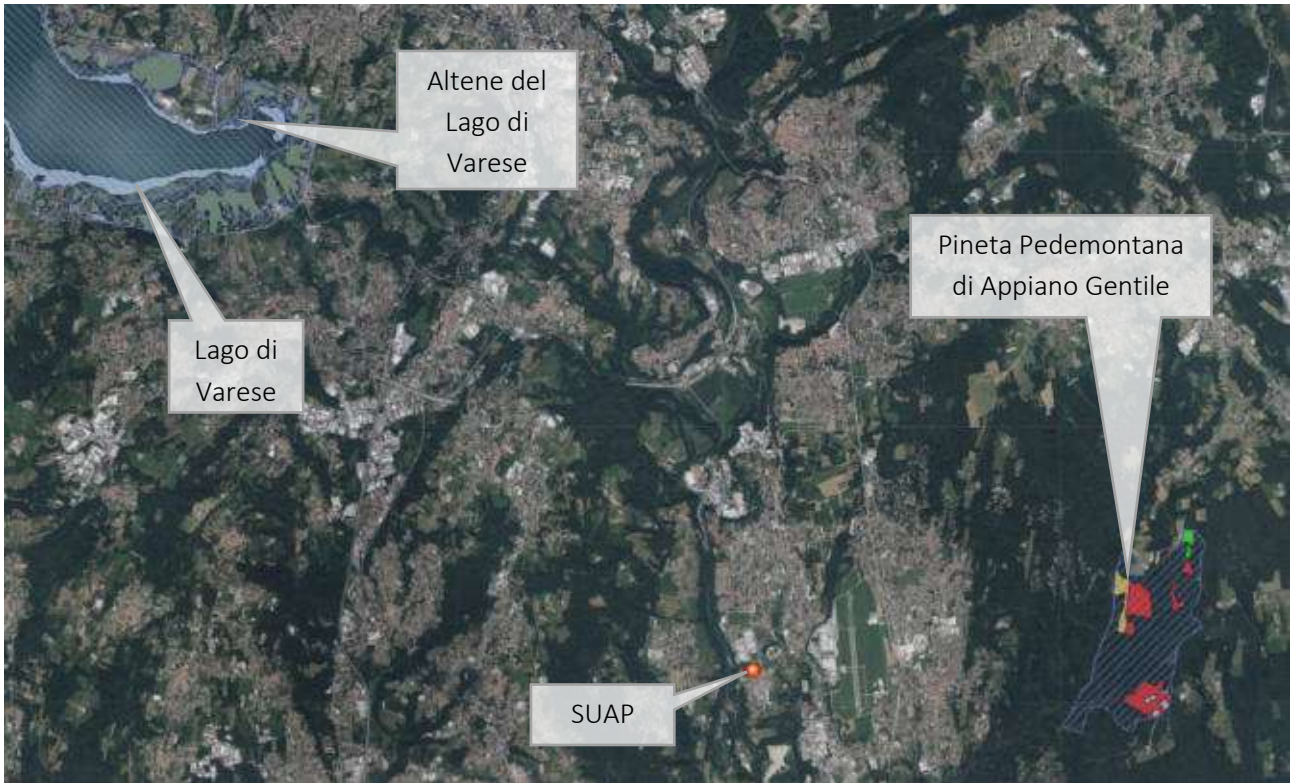 Altene del
Lago di
Varese
Pineta Pedemontana
di Appiano Gentile
Lago di
Varese
SUAP